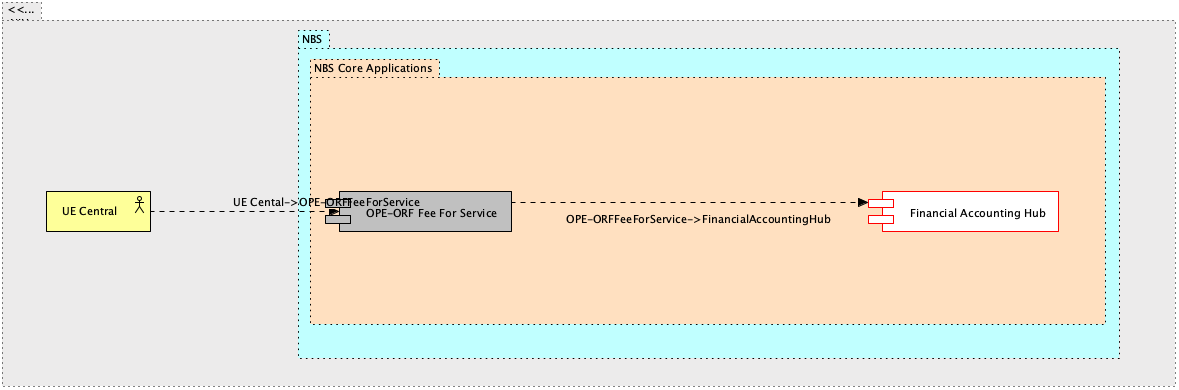 <<...
NBS
NBS Core Applications
UE Central
UE Cental->OPE-ORFFeeForService
OPE-ORF Fee For Service
OPE-ORFFeeForService->FinancialAccountingHub
Financial Accounting Hub